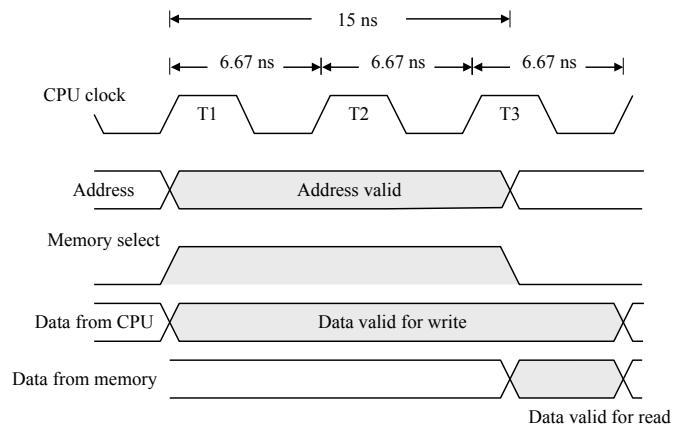 15 ns
6.67 ns 6.67 ns 6.67 ns
CPU clock
T1 T2 T3
Address
Address valid
Memory select
Data from CPU
Data valid for write
Data from memory
Data valid for read